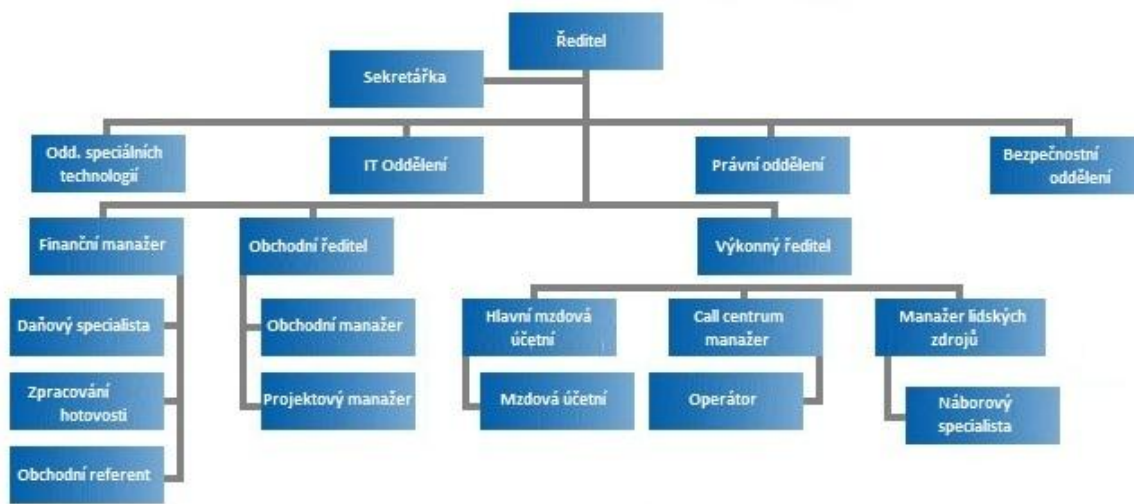 Ředitel
Sekretářka
Odd. speciálních
technologií
IT Oddělení
Právní oddělení
Bezpečnostní
oddělení
Finanční manažer
Obchodní ředitel
Výkonný ředitel
Daňový specialista
Obchodní manažer
Hlavní mzdová
účetní
Call centrum
manažer
Manažer lidských
zdrojů
Zpracování
hotovosti
Projektový manažer
Mzdová účetní
Operátor
Náborový
specialista
Obchodní referent